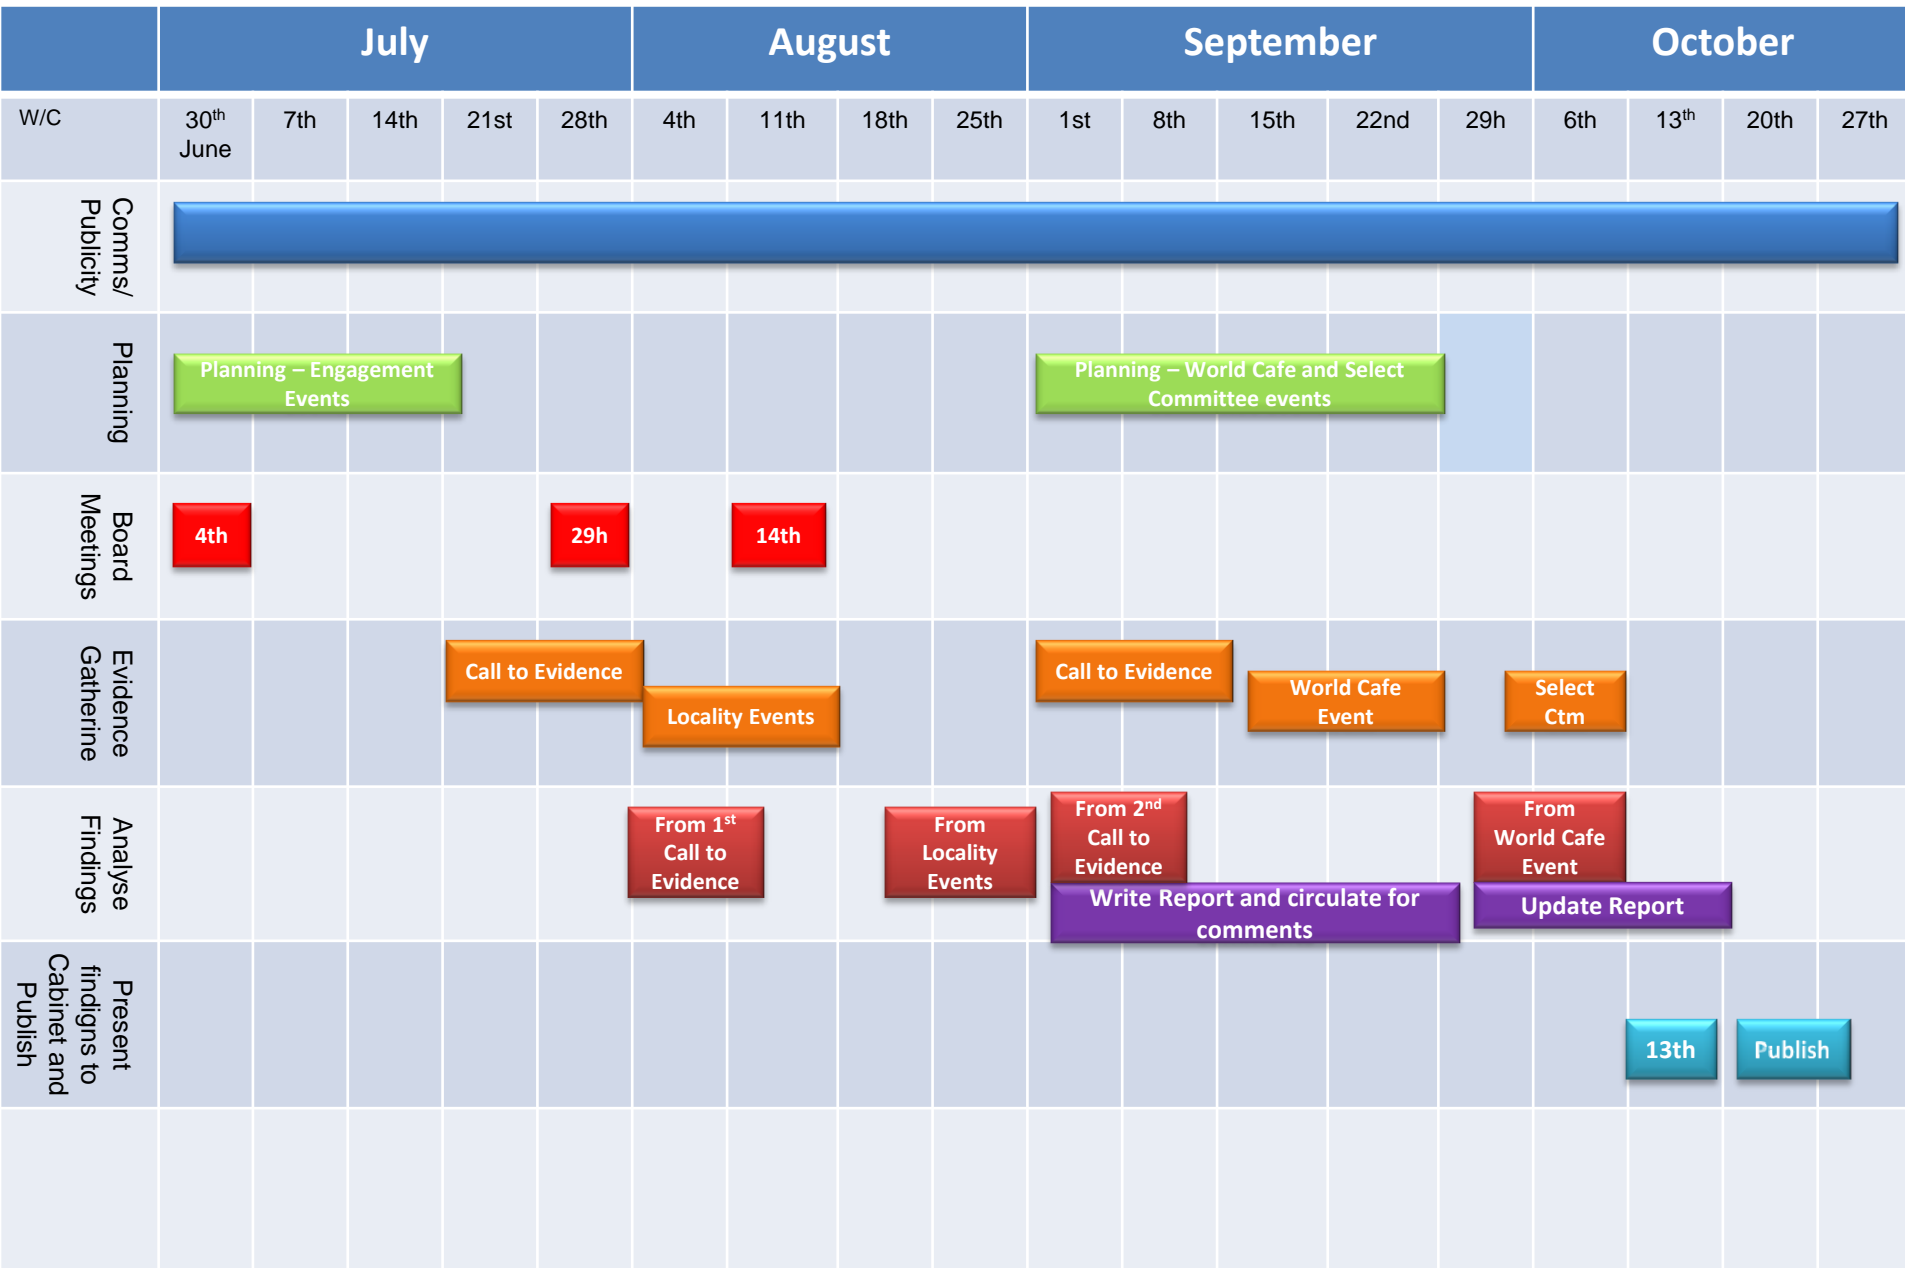 July August September October
W/C 30th 7th 14th 21st 28th 4th 11th 18th 25th 1st 8th 15th 22nd 29h 6th 13th 20th 27th
June
Comms/
Publicity
Planning
Planning – Engagement
Events
Planning – World Cafe and Select
Committee events
Board
Meetings
4th
29h
14th
Evidence
Gatherine
Call to Evidence
Locality Events
Call to Evidence
World Cafe
Event
Select
Ctm
Analyse
Findings
From 1st
Call to
Evidence
From
Locality
Events
From 2nd
Call to
Evidence
From
World Cafe
Event
Write Report and circulate for
comments
Update Report
Present
findigns to
Cabinet and
Publish
13th
Publish